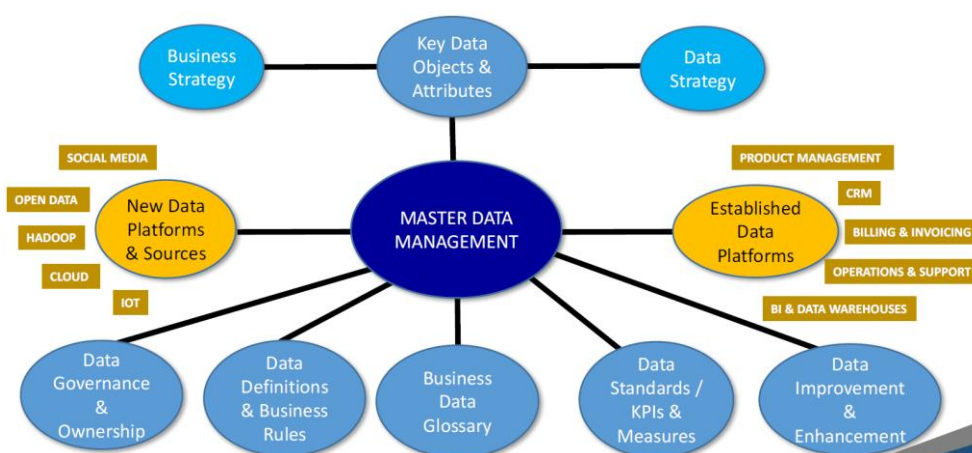 Business
Strategy
Key Data
Objects &
Attributes
Data
Strategy
SOCIAL MEDIA
OPEN DATA
HADOOP
CLOUD
IOT
New Data
Platforms
& Sources
MASTER DATA
MANAGEMENT
Established
Data
Platforms
PRODUCT MANAGEMENT
CRM
BILLING & INVOICING
OPERATIONS & SUPPORT
BI & DATA WAREHOUSES
Data
Governance
&
Ownership
Data
Definitions
& Business
Rules
Business
Data
Glossary
Data
Standards /
KPIs &
Measures
Data
Improvement
&
Enhancement